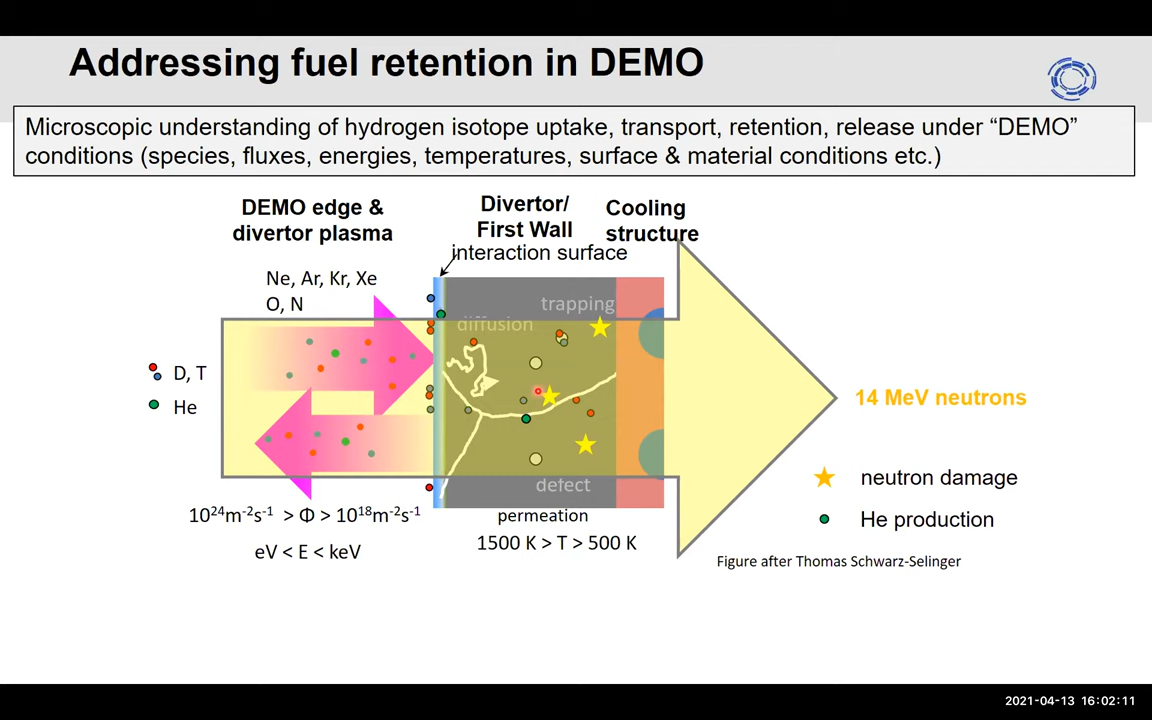 Addressing fuel retention in DEMO
Microscopic understanding of hydrogen isotope uptake, transport, retention, release under “DEMO”
conditions (species, fluxes, energies, temperatures, surface & material conditions etc.)
DEMO edge &
divertor plasma
Divertor/
First Wall
Cooling
structure
interaction surface
Ne, Ar, Kr, Xe
O, N
trapping
diffusion
D, T
He
14 MeV neutrons
neutron damage
He production
defect
permeation
10²⁴m⁻²s⁻¹ > Φ > 10¹⁸m⁻²s⁻¹
eV < E < keV
1500 K > T > 500 K
Figure after Thomas Schwarz-Selinger
2021-04-13 16:02:11